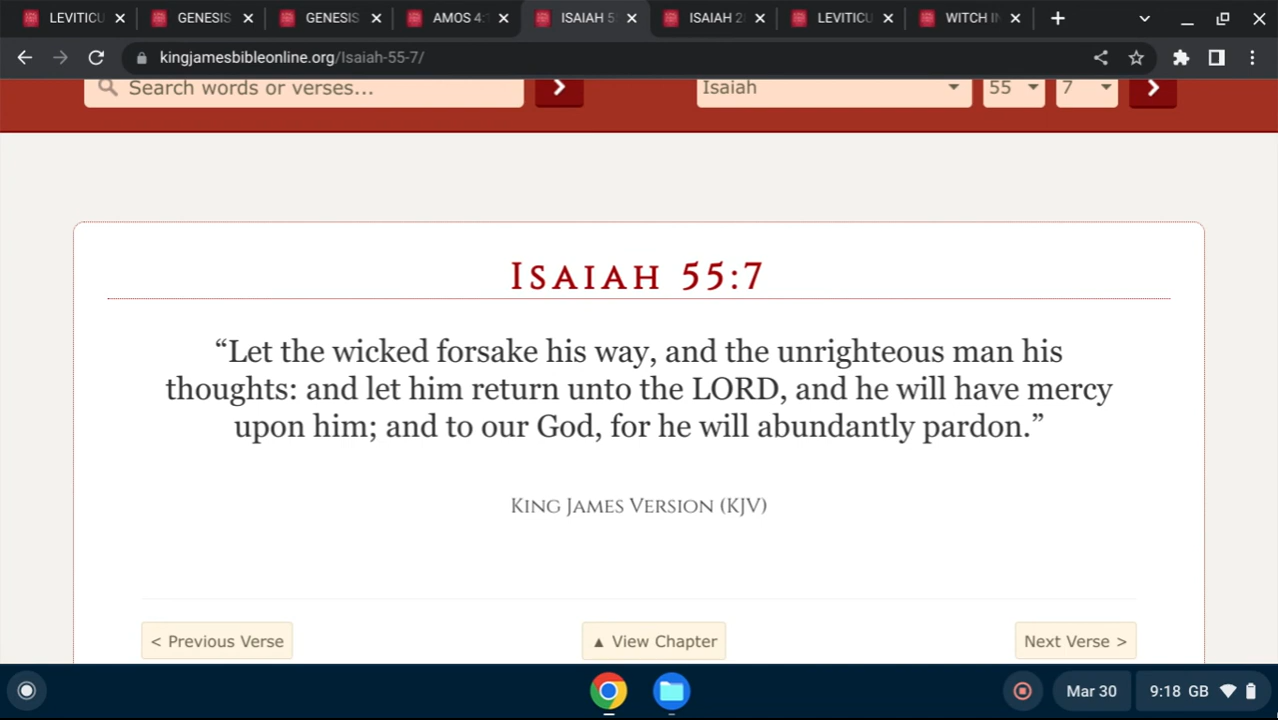 LEVITICU GENESIS GENESIS AMOS 4: ISAIAH 5 ISAIAH 2 LEVITICU WITCH IN
kingjamesbibleonline.org/Isaiah-55-7/
Search words or verses... > Isaiah 55 7 >
ISAIAH 55:7
“Let the wicked forsake his way, and the unrighteous man his
thoughts: and let him return unto the LORD, and he will have mercy
upon him; and to our God, for he will abundantly pardon.”
KING JAMES VERSION (KJV)
< Previous Verse ▲ View Chapter Next Verse >
Mar 30 9:18 GB